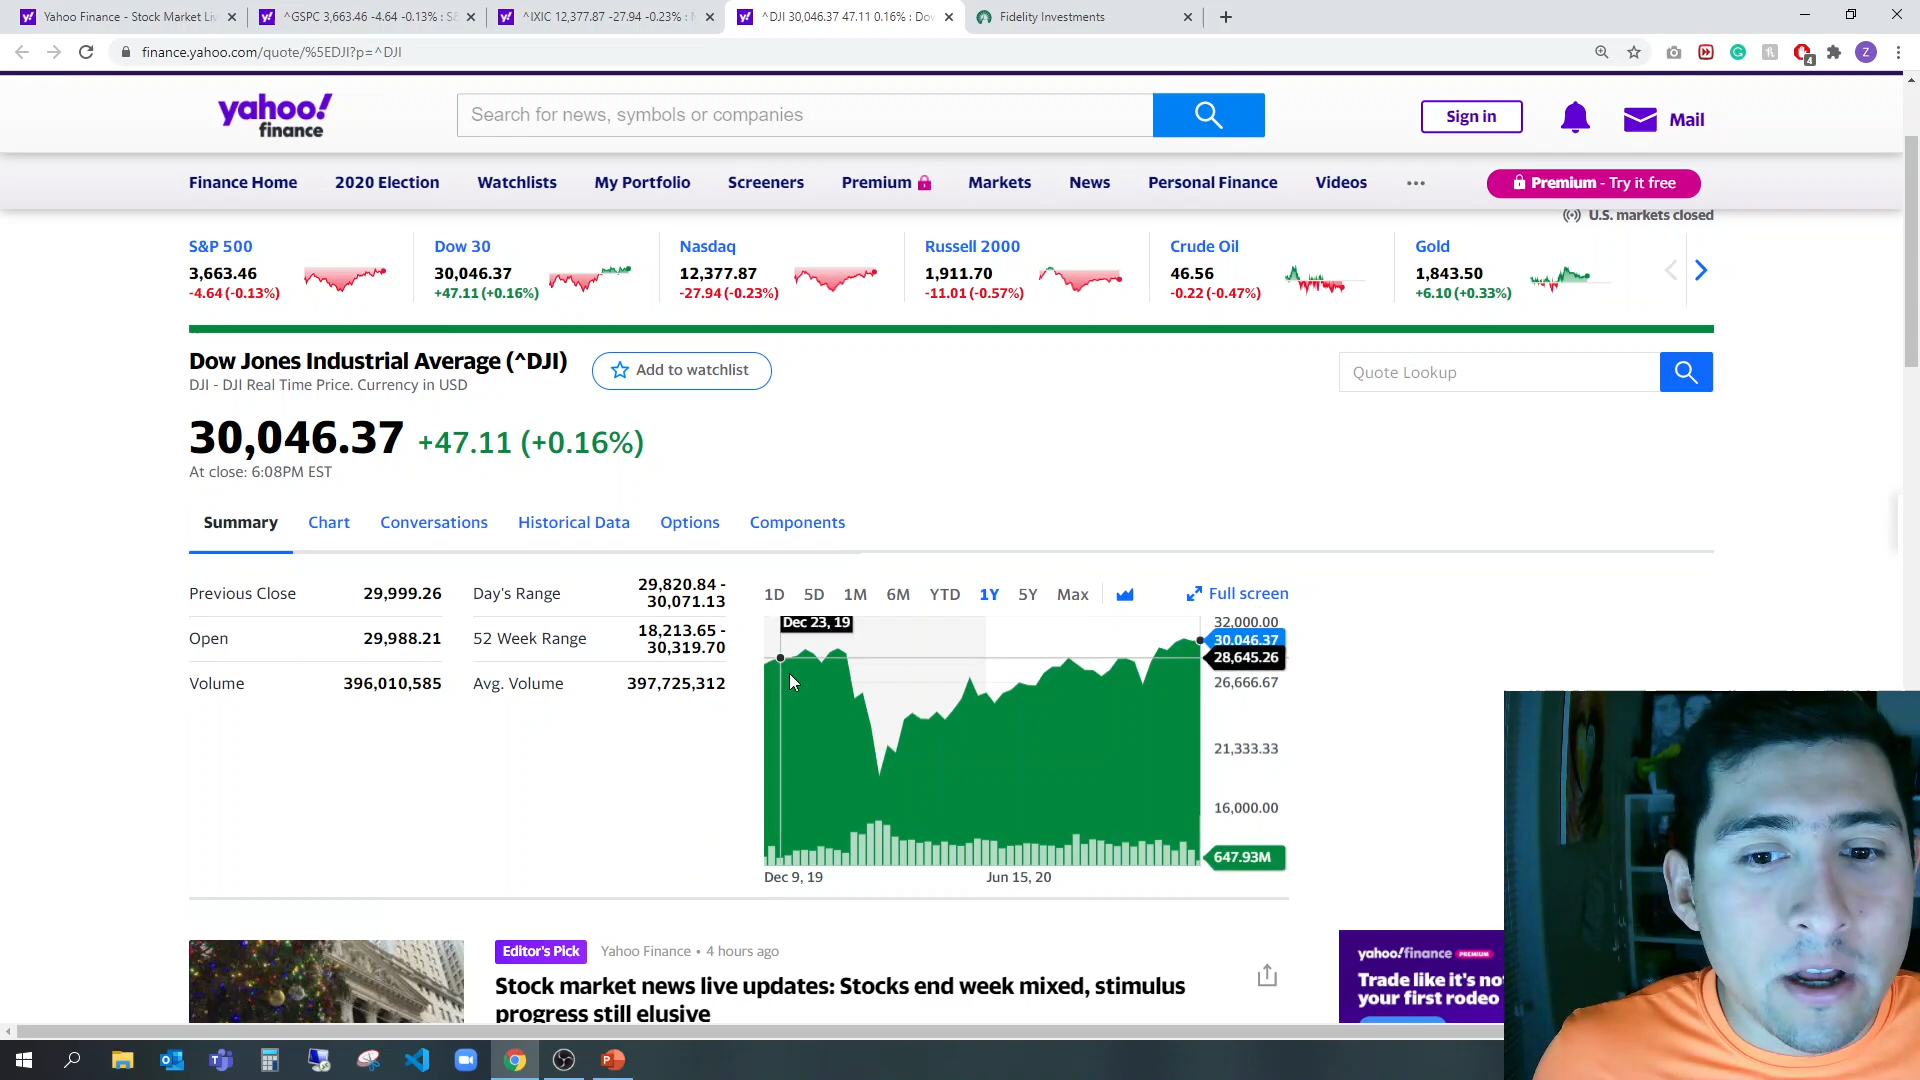 Yahoo Finance - Stock Market Liv
^GSPC 3,663.46 -4.64 -0.13% : S&
^IXIC 12,377.87 -27.94 -0.23% :
^DJI 30,046.37 47.11 0.16% : Dow
Fidelity Investments
finance.yahoo.com/quote/%5EDJI?p=^DJI
Z
4
yahoo!
finance
Search for news, symbols or companies
Sign in
Mail
Finance Home
2020 Election
Watchlists
My Portfolio
Screeners
Premium
Markets
News
Personal Finance
Videos
Premium - Try it free
U.S. markets closed
S&P 500
3,663.46
-4.64 (-0.13%)
Dow 30
30,046.37
+47.11 (+0.16%)
Nasdaq
12,377.87
-27.94 (-0.23%)
Russell 2000
1,911.70
-11.01 (-0.57%)
Crude Oil
46.56
-0.22 (-0.47%)
Gold
1,843.50
+6.10 (+0.33%)
Dow Jones Industrial Average (^DJI)
Add to watchlist
DJI - DJI Real Time Price. Currency in USD
Quote Lookup
30,046.37 +47.11 (+0.16%)
At close: 6:08PM EST
Summary
Chart
Conversations
Historical Data
Options
Components
Previous Close 29,999.26
Open 29,988.21
Volume 396,010,585
Day's Range 29,820.84 -
30,071.13
52 Week Range 18,213.65 -
30,319.70
Avg. Volume 397,725,312
1D 5D 1M 6M YTD 1Y 5Y Max
Full screen
Dec 23, 19
32,000.00
30,046.37
28,645.26
26,666.67
21,333.33
16,000.00
647.93M
Dec 9, 19
Jun 15, 20
Editor's Pick
Yahoo Finance • 4 hours ago
Stock market news live updates: Stocks end week mixed, stimulus
progress still elusive
yahoo!finance PREMIUM
Trade like it's no
your first rodeo